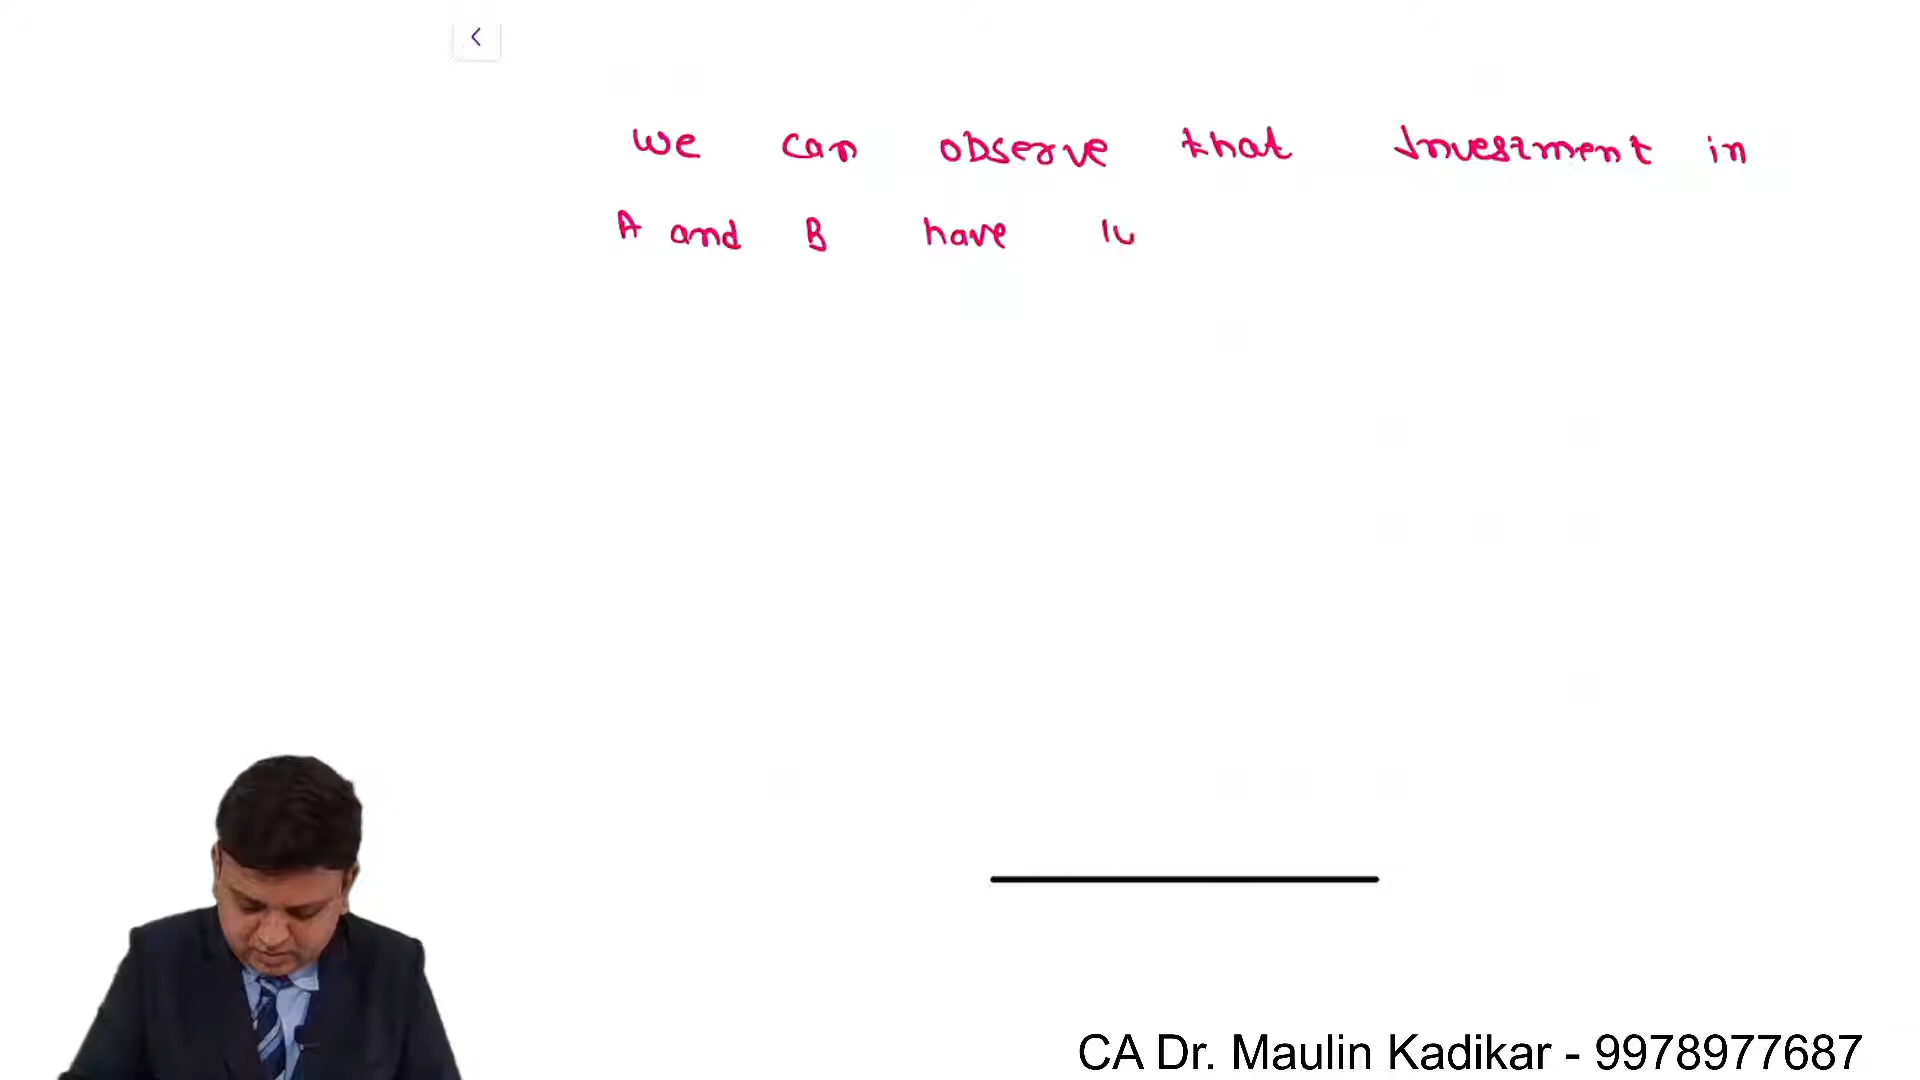 We can observe that Investment in
A and B have
CA Dr. Maulin Kadikar - 9978977687